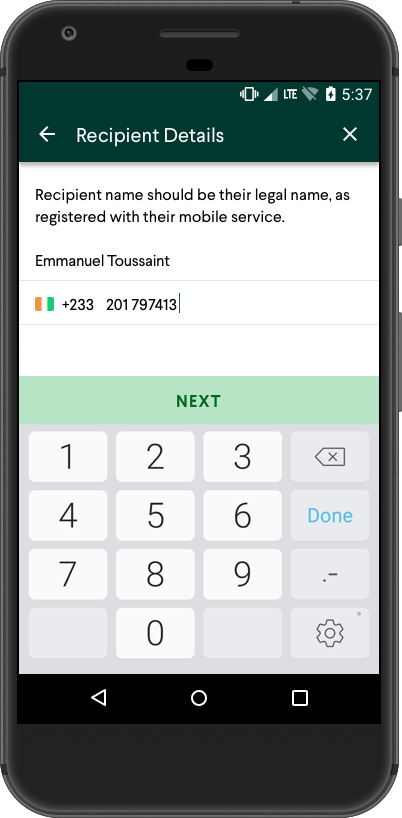 LTE 5:37
Recipient Details
Recipient name should be their legal name, as
registered with their mobile service.
Emmanuel Toussaint
+233 201 797413
NEXT
1 2 3
4 5 6 Done
7 8 9 .-
0